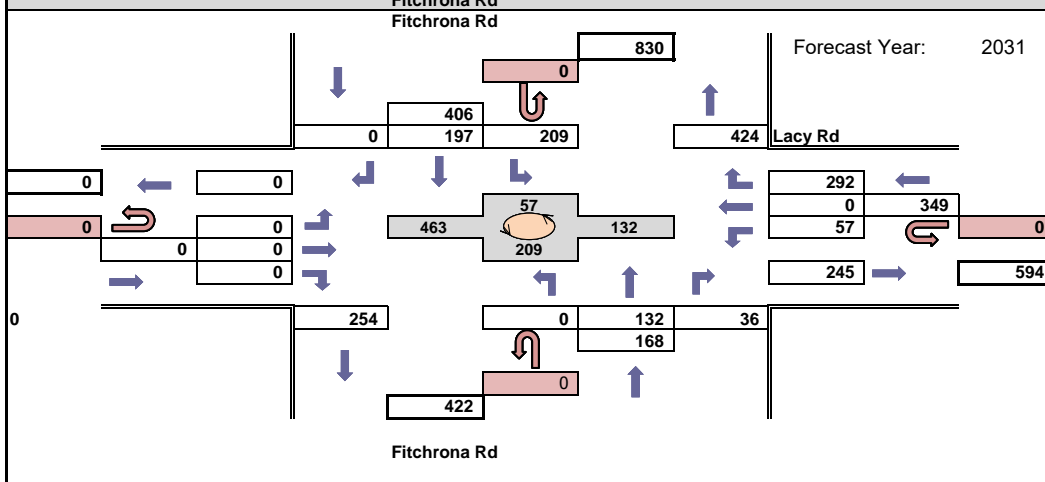 Fitchrona Rd
Fitchrona Rd
830
Forecast Year: 2031
0
406
0 197 209 424 Lacy Rd
0 0 292
57 0 349
0 0 463 132 57 0
0 0 209
0 245 594
0 254 0 132 36
168
0
422
Fitchrona Rd